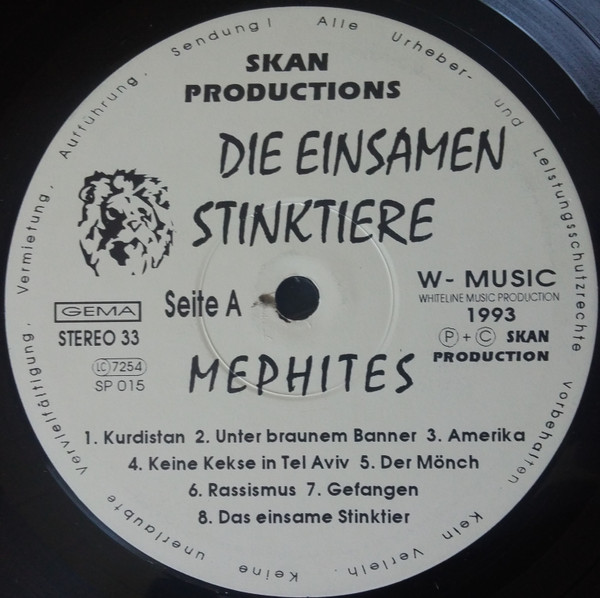 Alle Urheber- und Leistungsschutzrechte vorbehalten Kein Verleih, Keine unerlaubte Vervielfältigung, Vermietung, Aufführung, Sendung!
SKAN
PRODUCTIONS
DIE EINSAMEN
STINKTIERE
GEMA
STEREO 33
LC 7254
SP 015
Seite A
W- MUSIC
WHITELINE MUSIC PRODUCTION
1993
P + C SKAN
PRODUCTION
MEPHITES
1. Kurdistan 2. Unter braunem Banner 3. Amerika
4. Keine Kekse in Tel Aviv 5. Der Mönch
6. Rassismus 7. Gefangen
8. Das einsame Stinktier